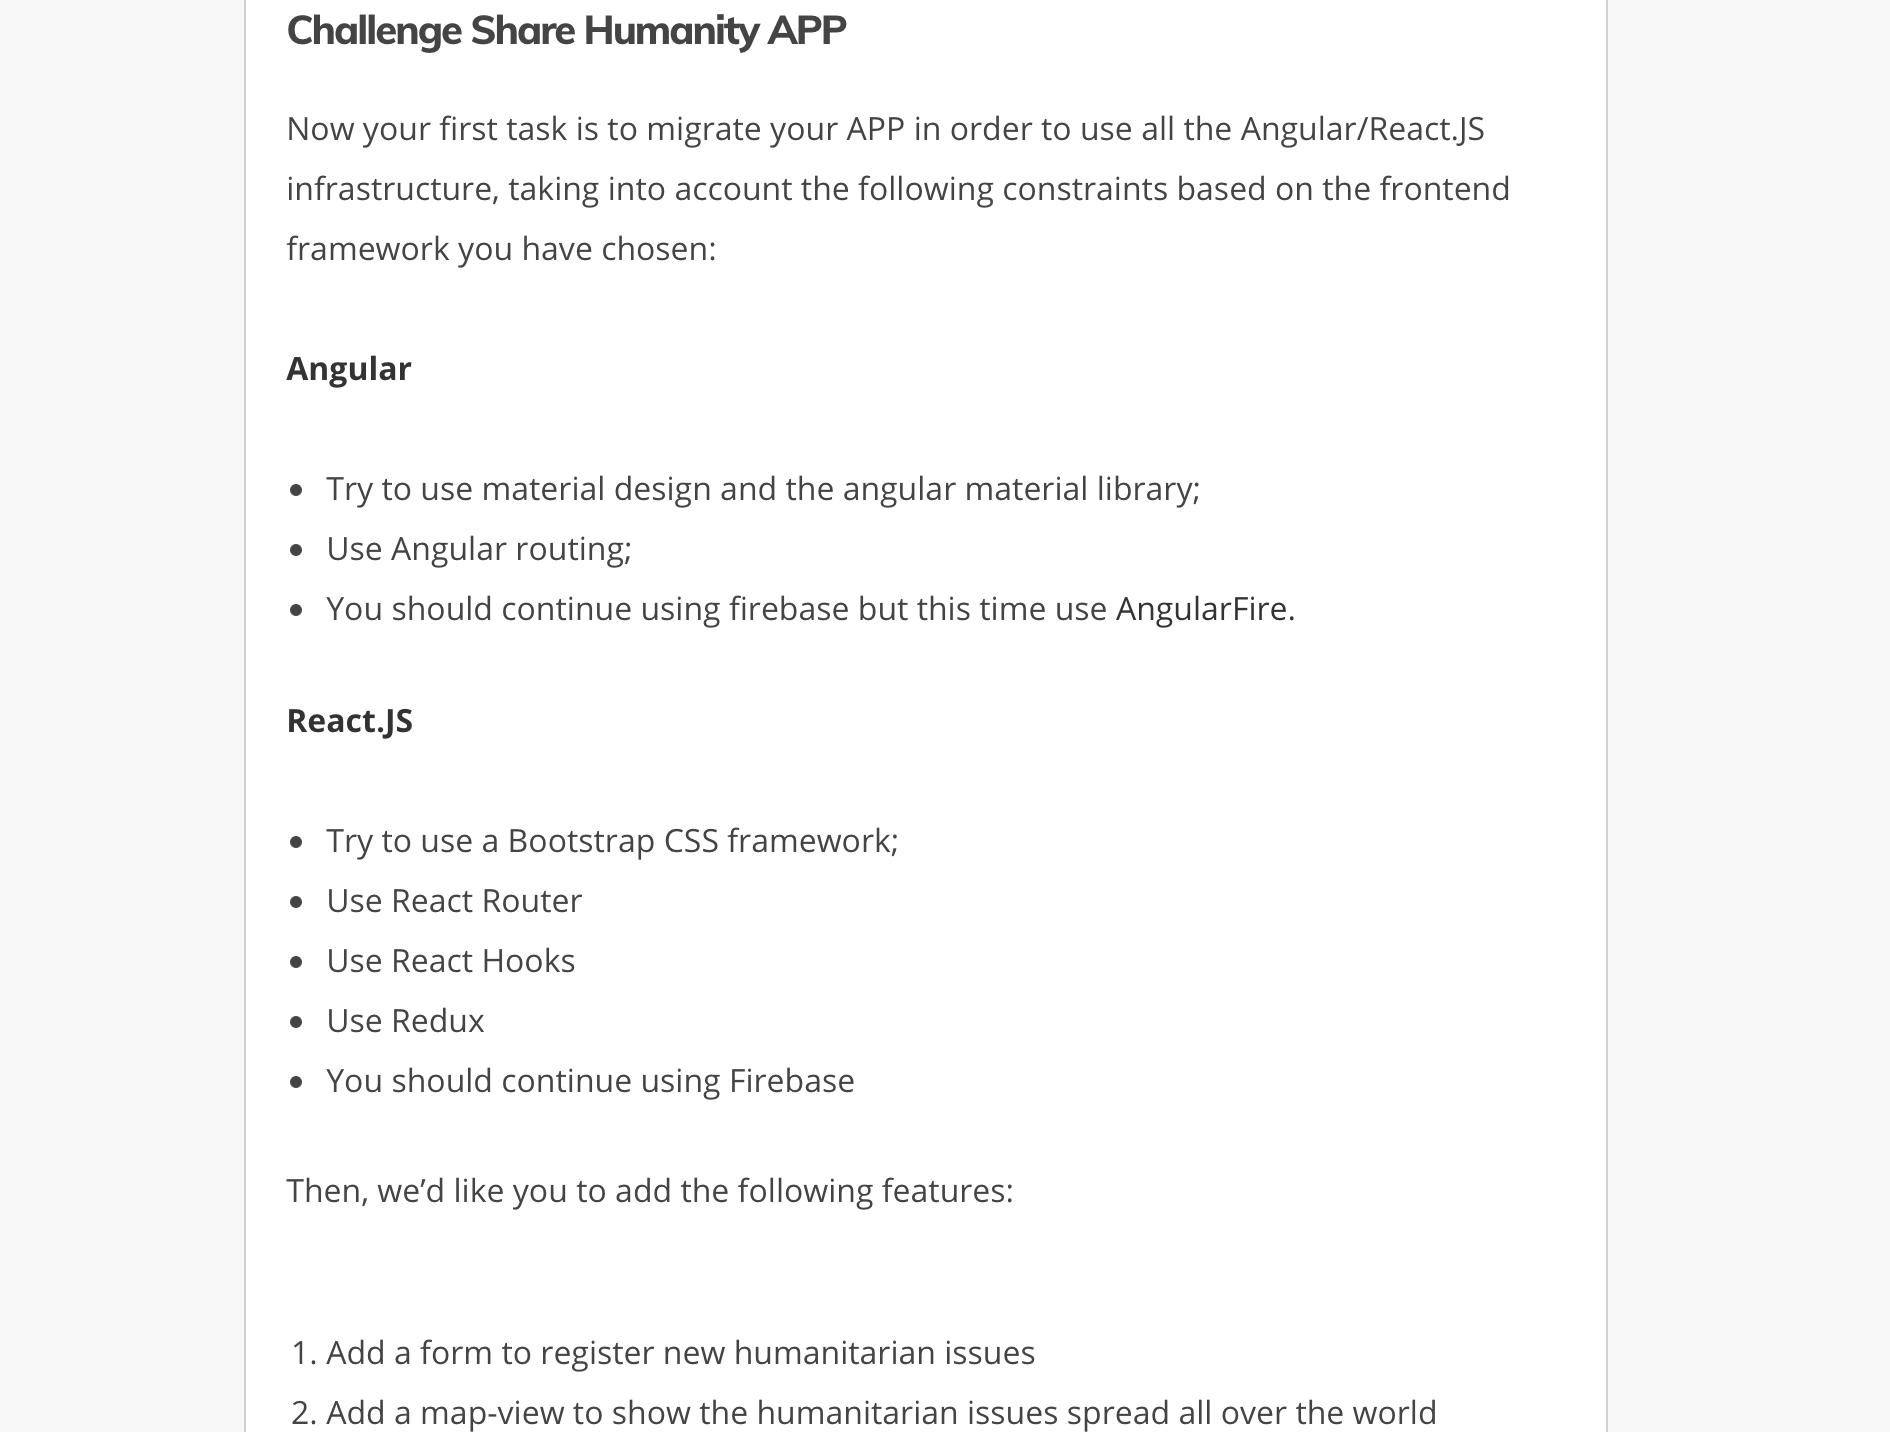 Challenge Share Humanity APP
Now your first task is to migrate your APP in order to use all the Angular/React.JS
infrastructure, taking into account the following constraints based on the frontend
framework you have chosen:
Angular
• Try to use material design and the angular material library;
• Use Angular routing;
• You should continue using firebase but this time use AngularFire.
React.JS
• Try to use a Bootstrap CSS framework;
• Use React Router
• Use React Hooks
• Use Redux
• You should continue using Firebase
Then, we’d like you to add the following features:
1. Add a form to register new humanitarian issues
2. Add a map-view to show the humanitarian issues spread all over the world